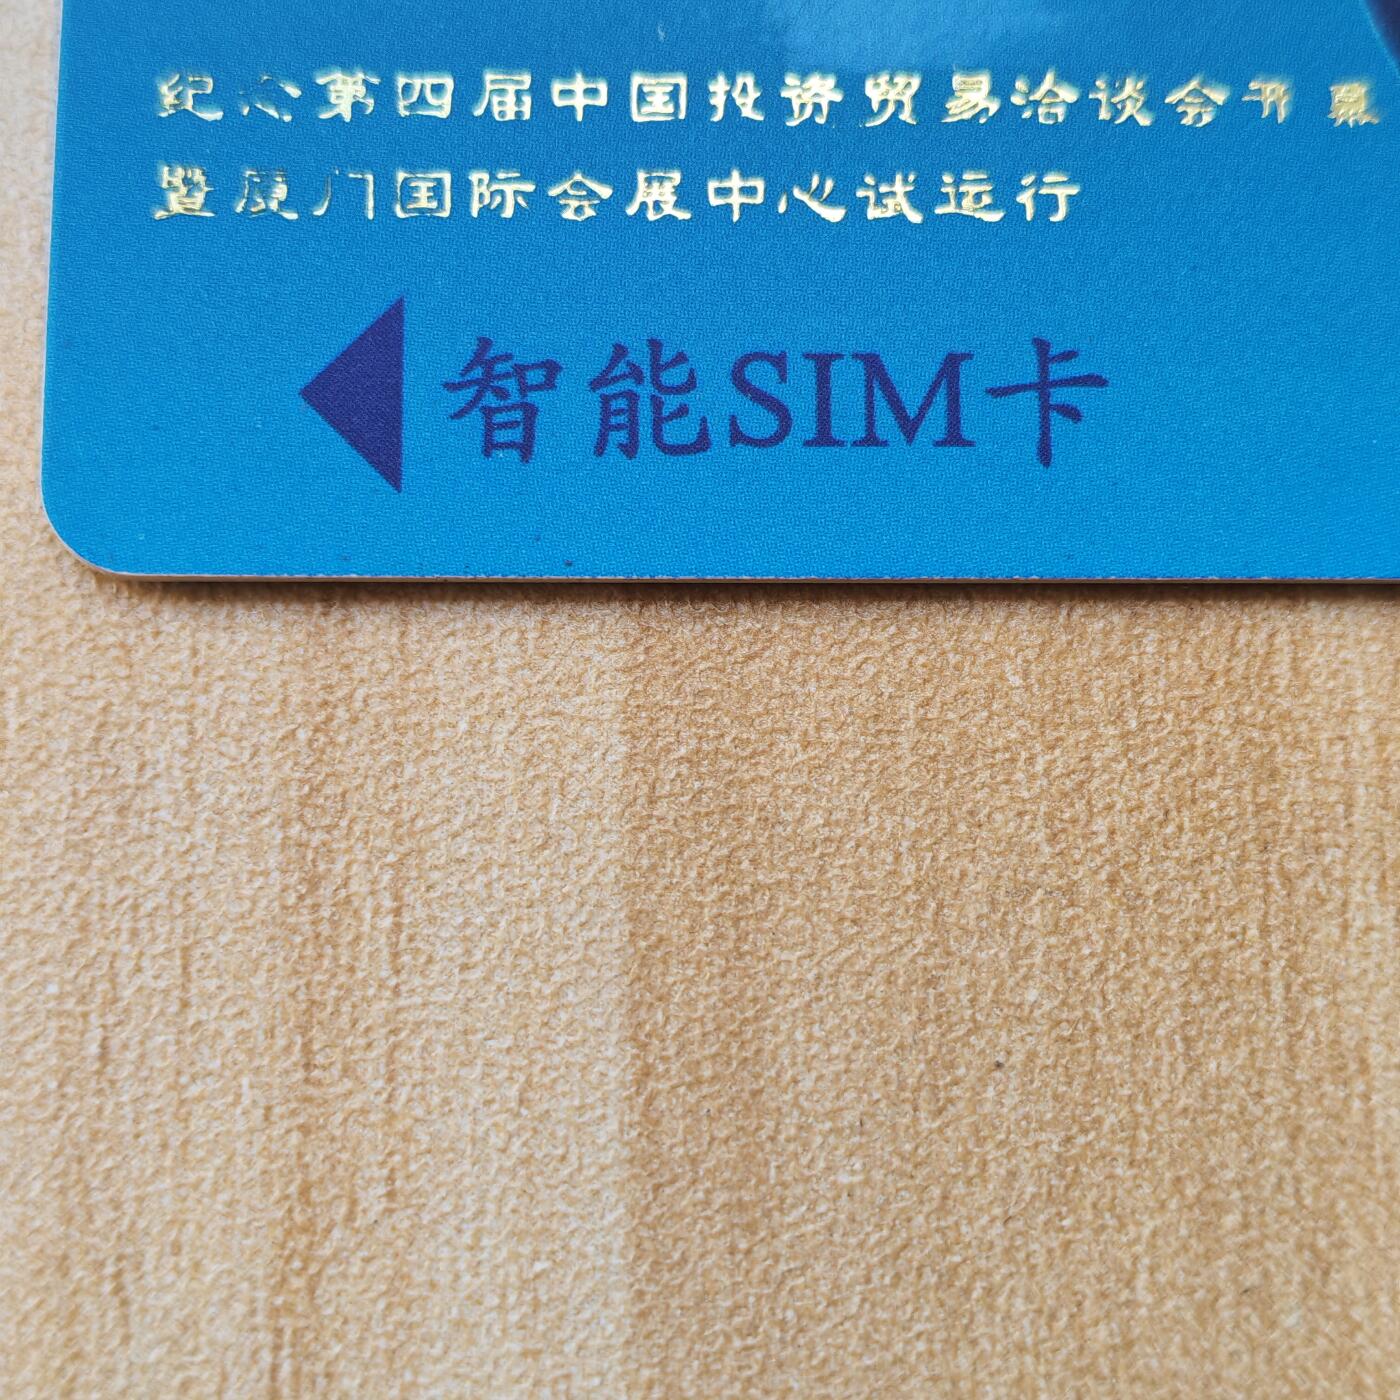 纪念第四届中国投资贸易洽谈会开幕
暨厦门国际会展中心试运行
智能SIM卡